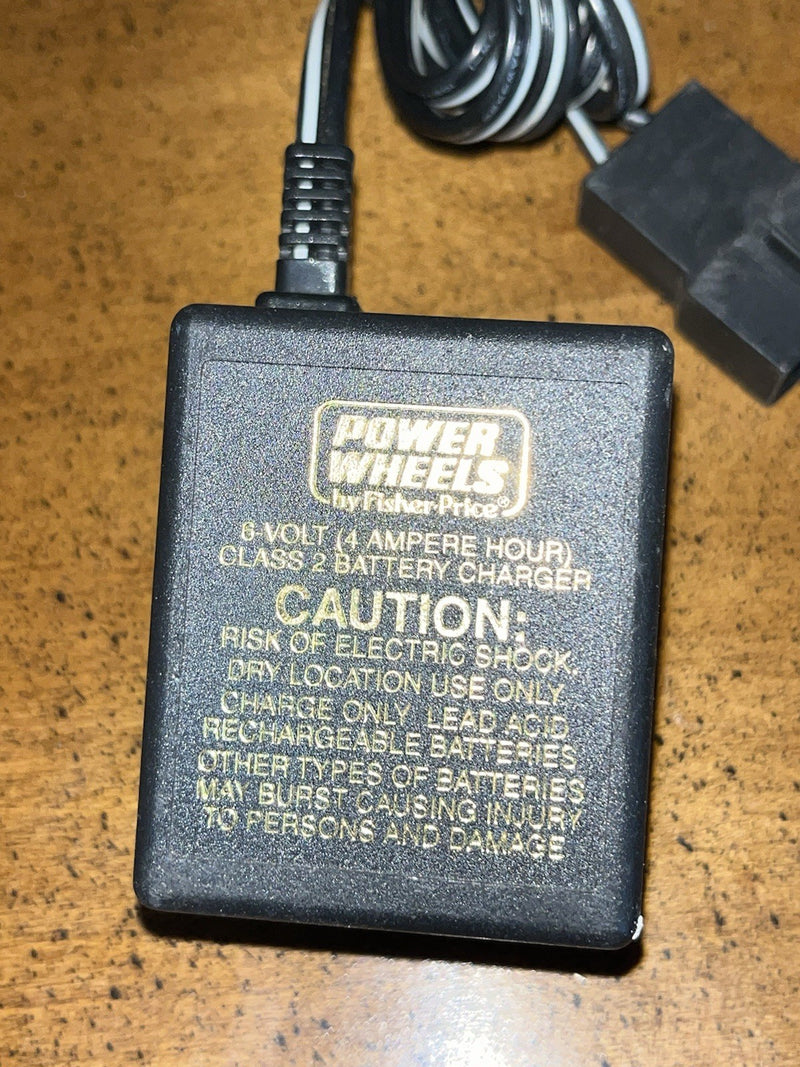 POWER
WHEELS
by Fisher-Price®
6-VOLT (4 AMPERE HOUR)
CLASS 2 BATTERY CHARGER
CAUTION:
RISK OF ELECTRIC SHOCK.
DRY LOCATION USE ONLY
CHARGE ONLY LEAD ACID
RECHARGEABLE BATTERIES
OTHER TYPES OF BATTERIES
MAY BURST CAUSING INJURY
TO PERSONS AND DAMAGE